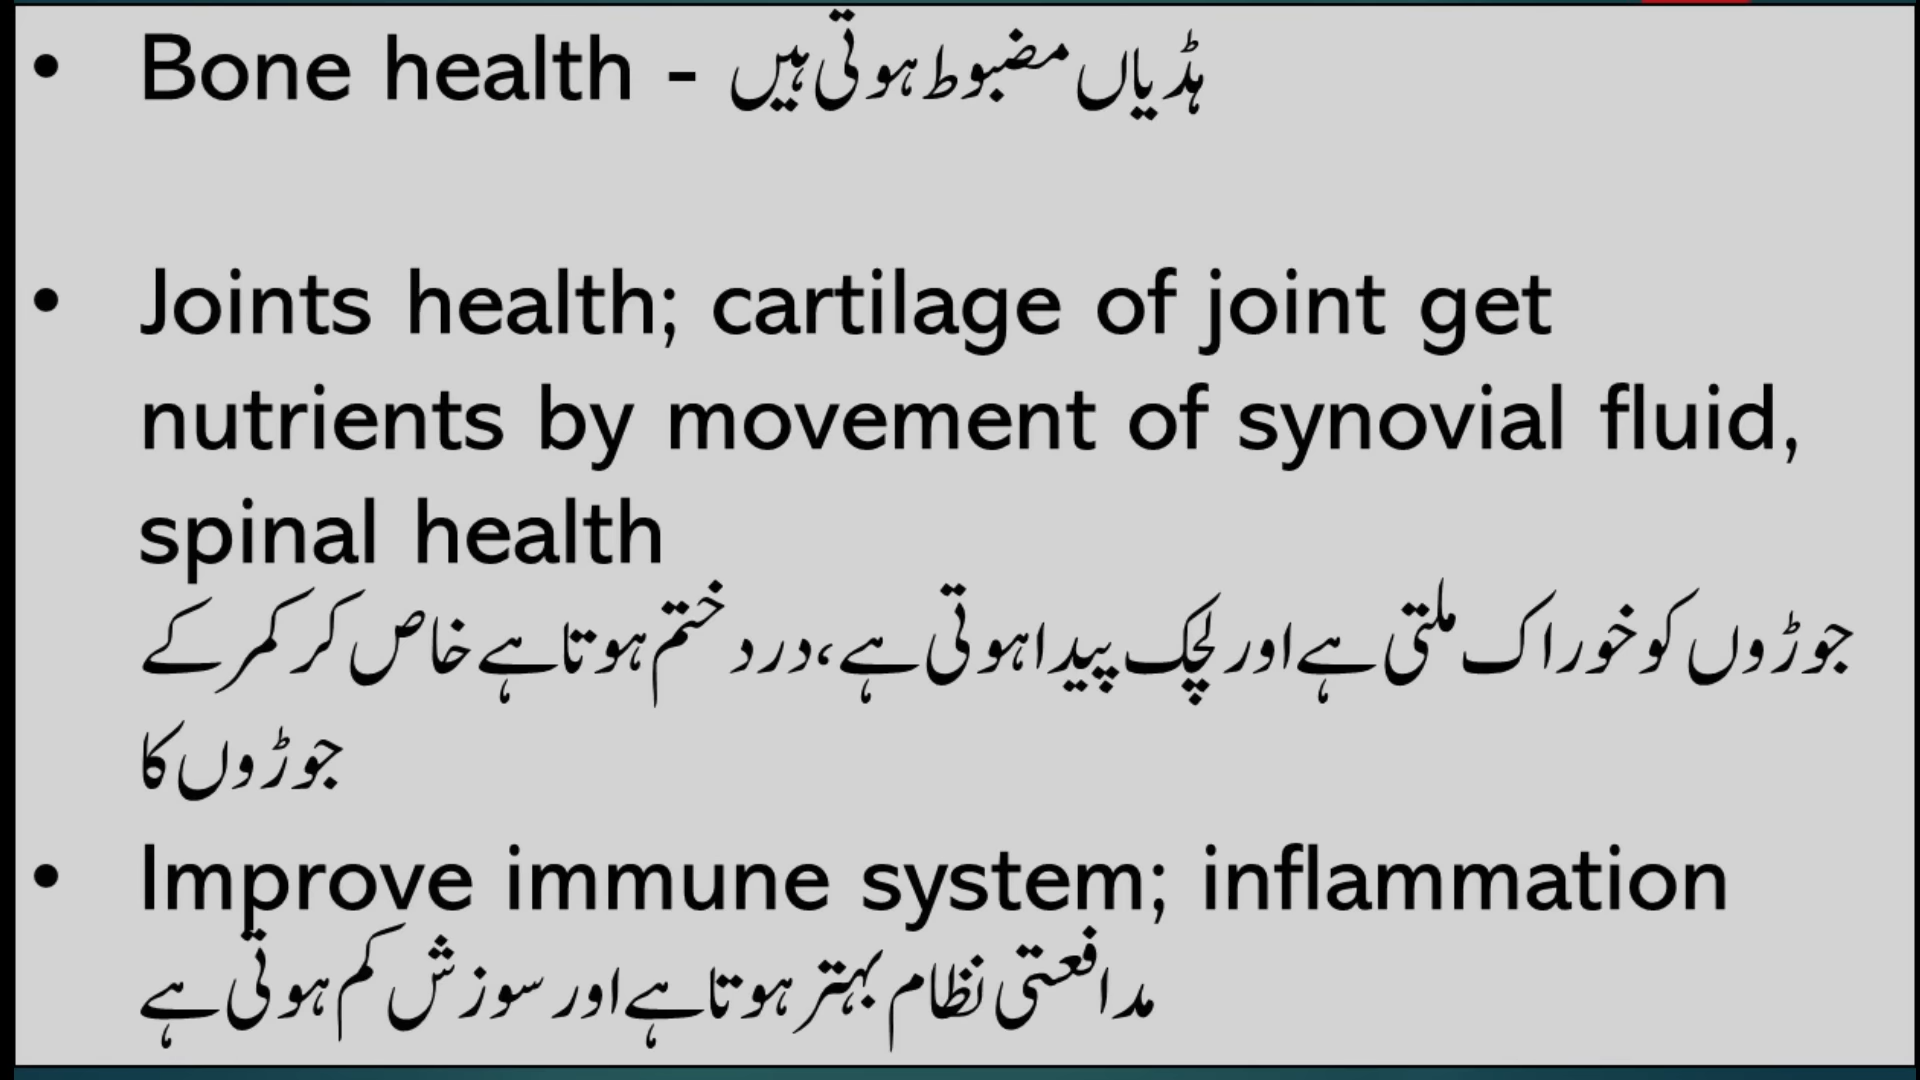 • Bone health - ہڈیاں مضبوط ہوتی ہیں
• Joints health; cartilage of joint get
nutrients by movement of synovial fluid,
spinal health
جوڑوں کو خوراک ملتی ہے اور لچک پیدا ہوتی ہے، درد ختم ہوتا ہے خاص کر کمر کے
جوڑوں کا
• Improve immune system; inflammation
مدافعتی نظام بہتر ہوتا ہے اور سوزش کم ہوتی ہے